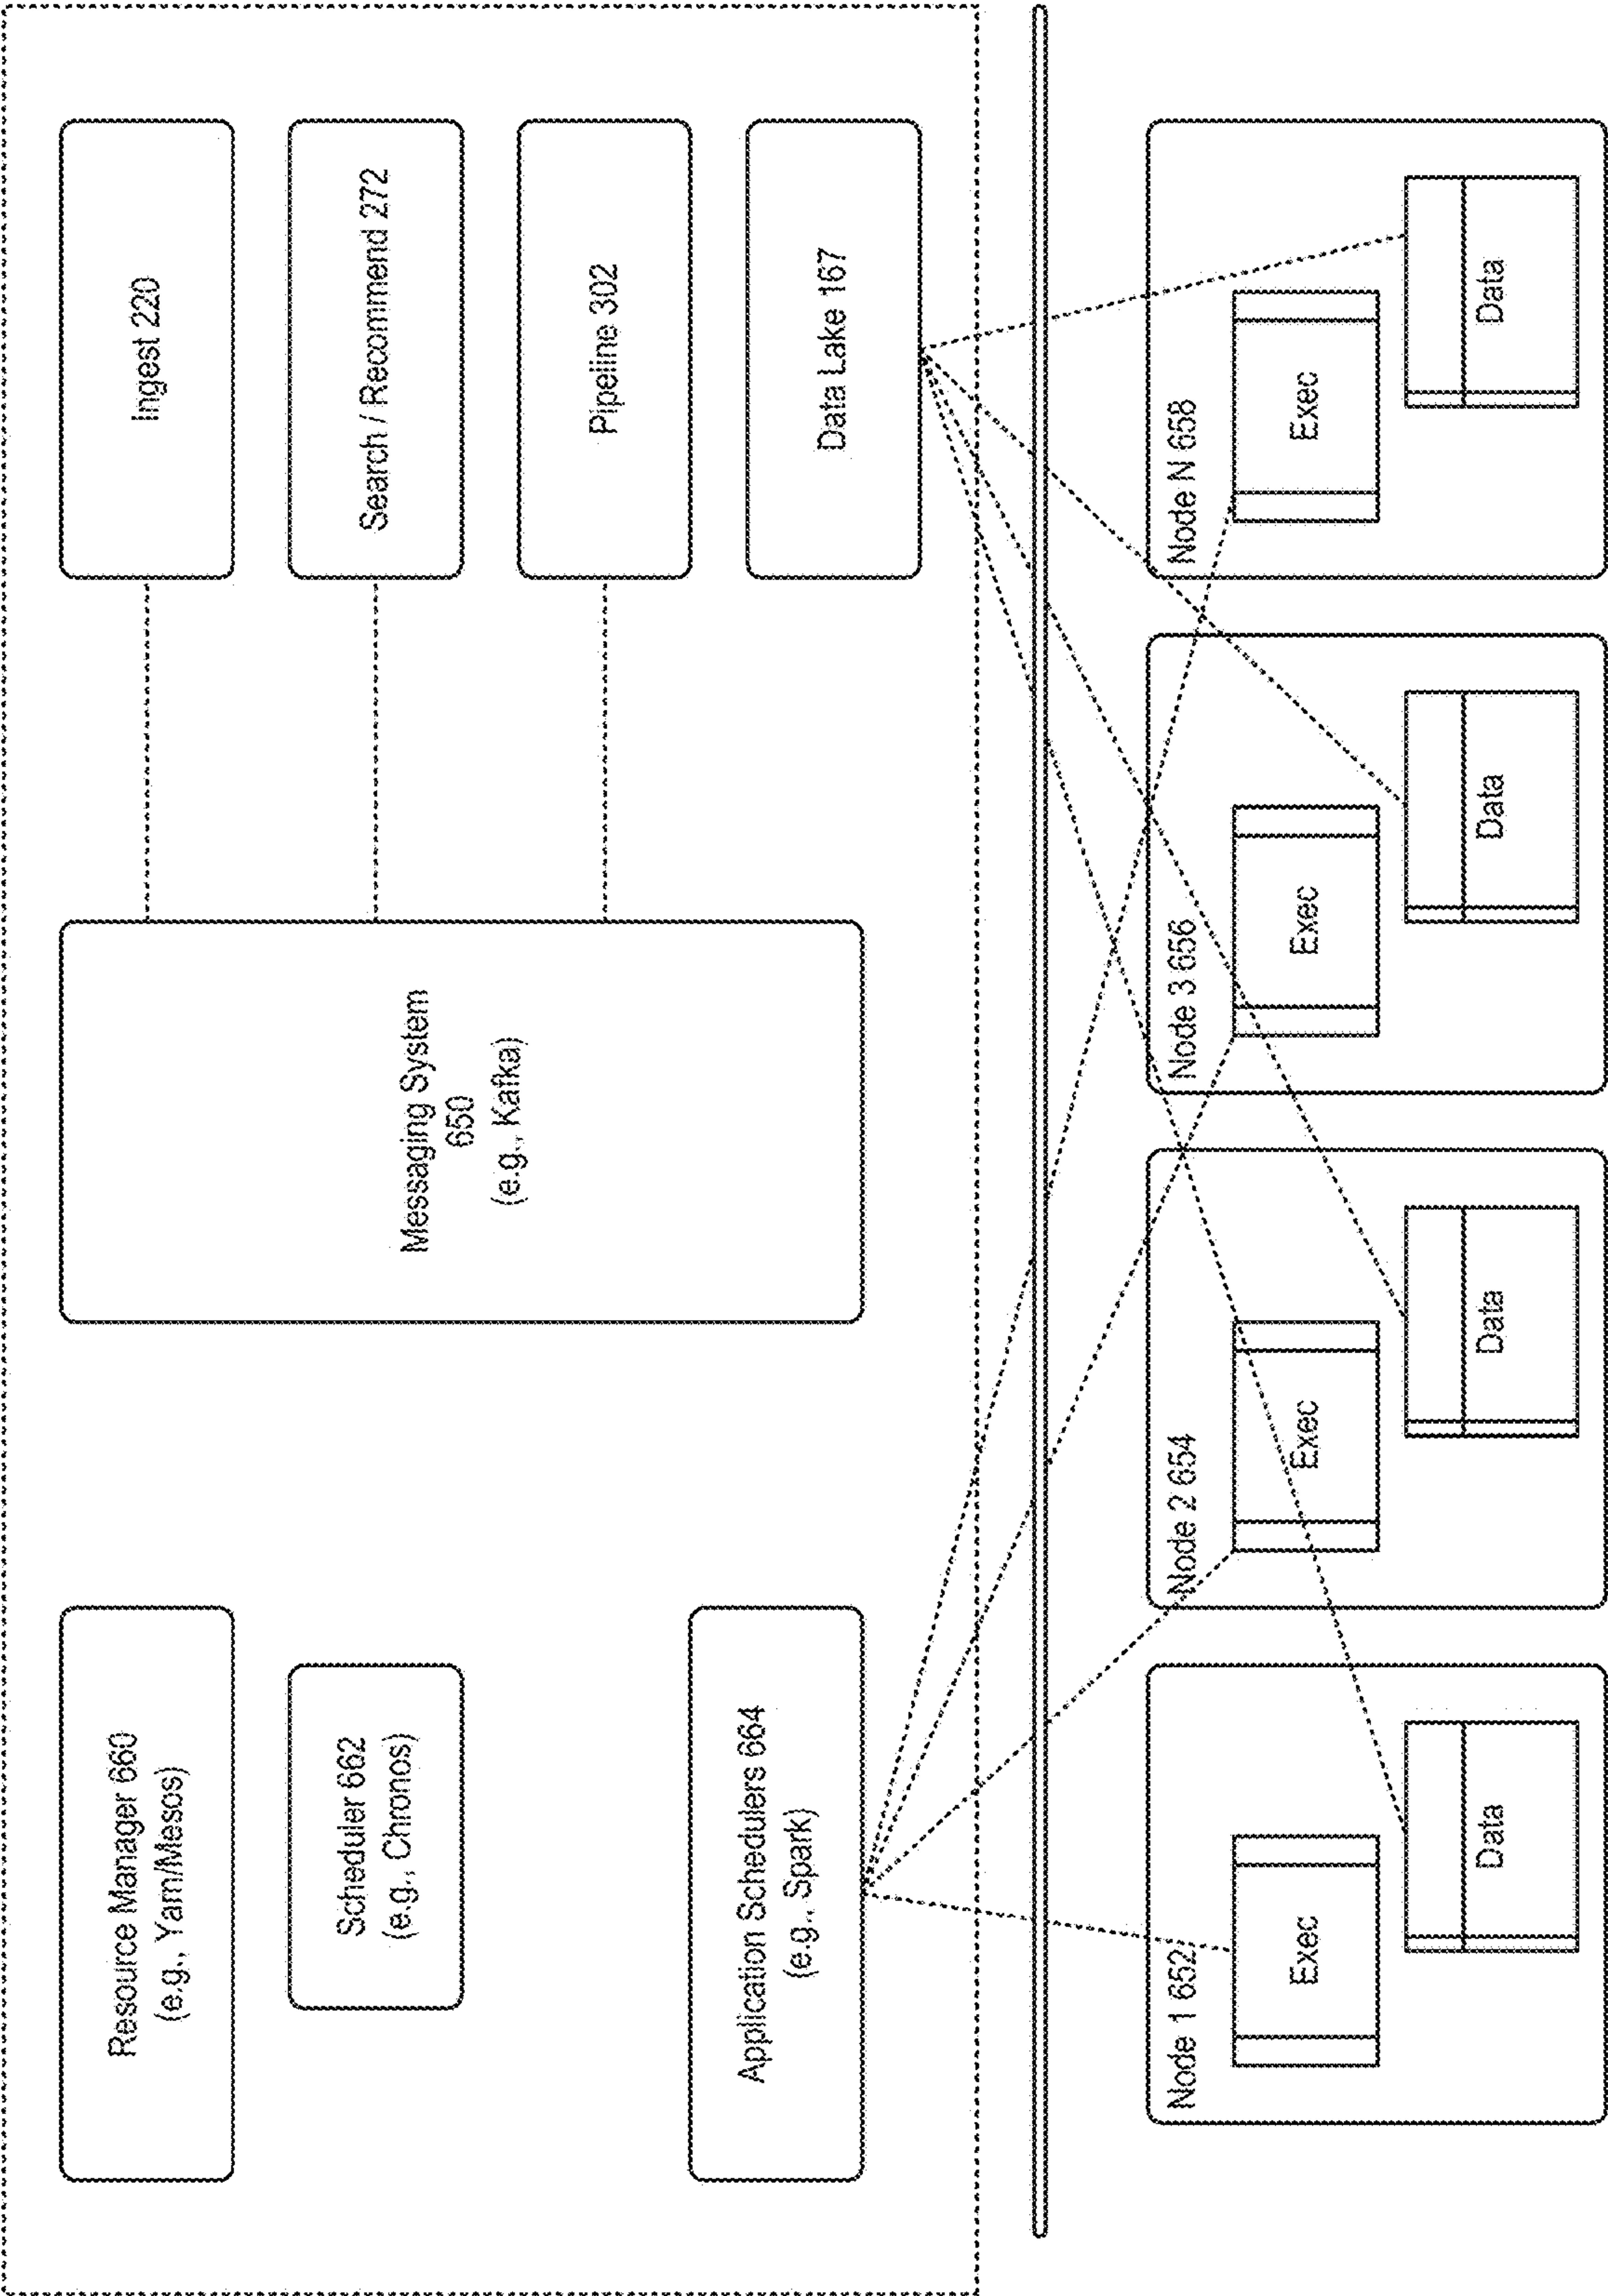 Resource Manager 660
(e.g., Yarn/Mesos)
Scheduler 662
(e.g., Chronos)
Application Schedulers 664
(e.g., Spark)
Messaging System
650
(e.g., Kafka)
Ingest 220
Search / Recommend 272
Pipeline 302
Data Lake 167
Node 1 652
Exec
Data
Node 2 654
Exec
Data
Node 3 656
Exec
Data
Node N 658
Exec
Data